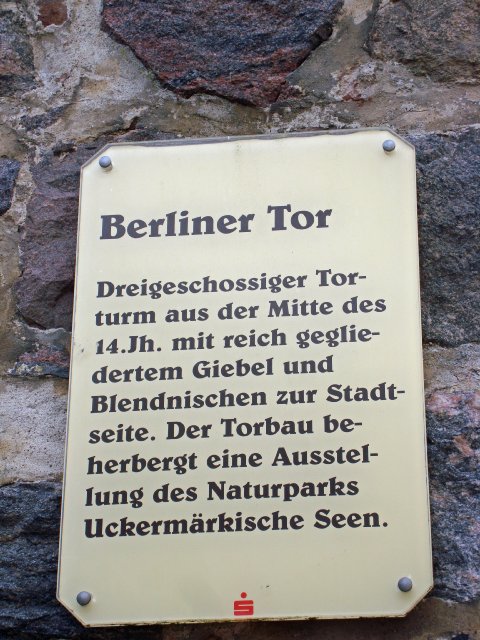 Berliner Tor
Dreigeschossiger Tor-
turm aus der Mitte des
14.Jh. mit reich geglie-
dertem Giebel und
Blendnischen zur Stadt-
seite. Der Torbau be-
herbergt eine Ausstel-
lung des Naturparks
Uckermärkische Seen.